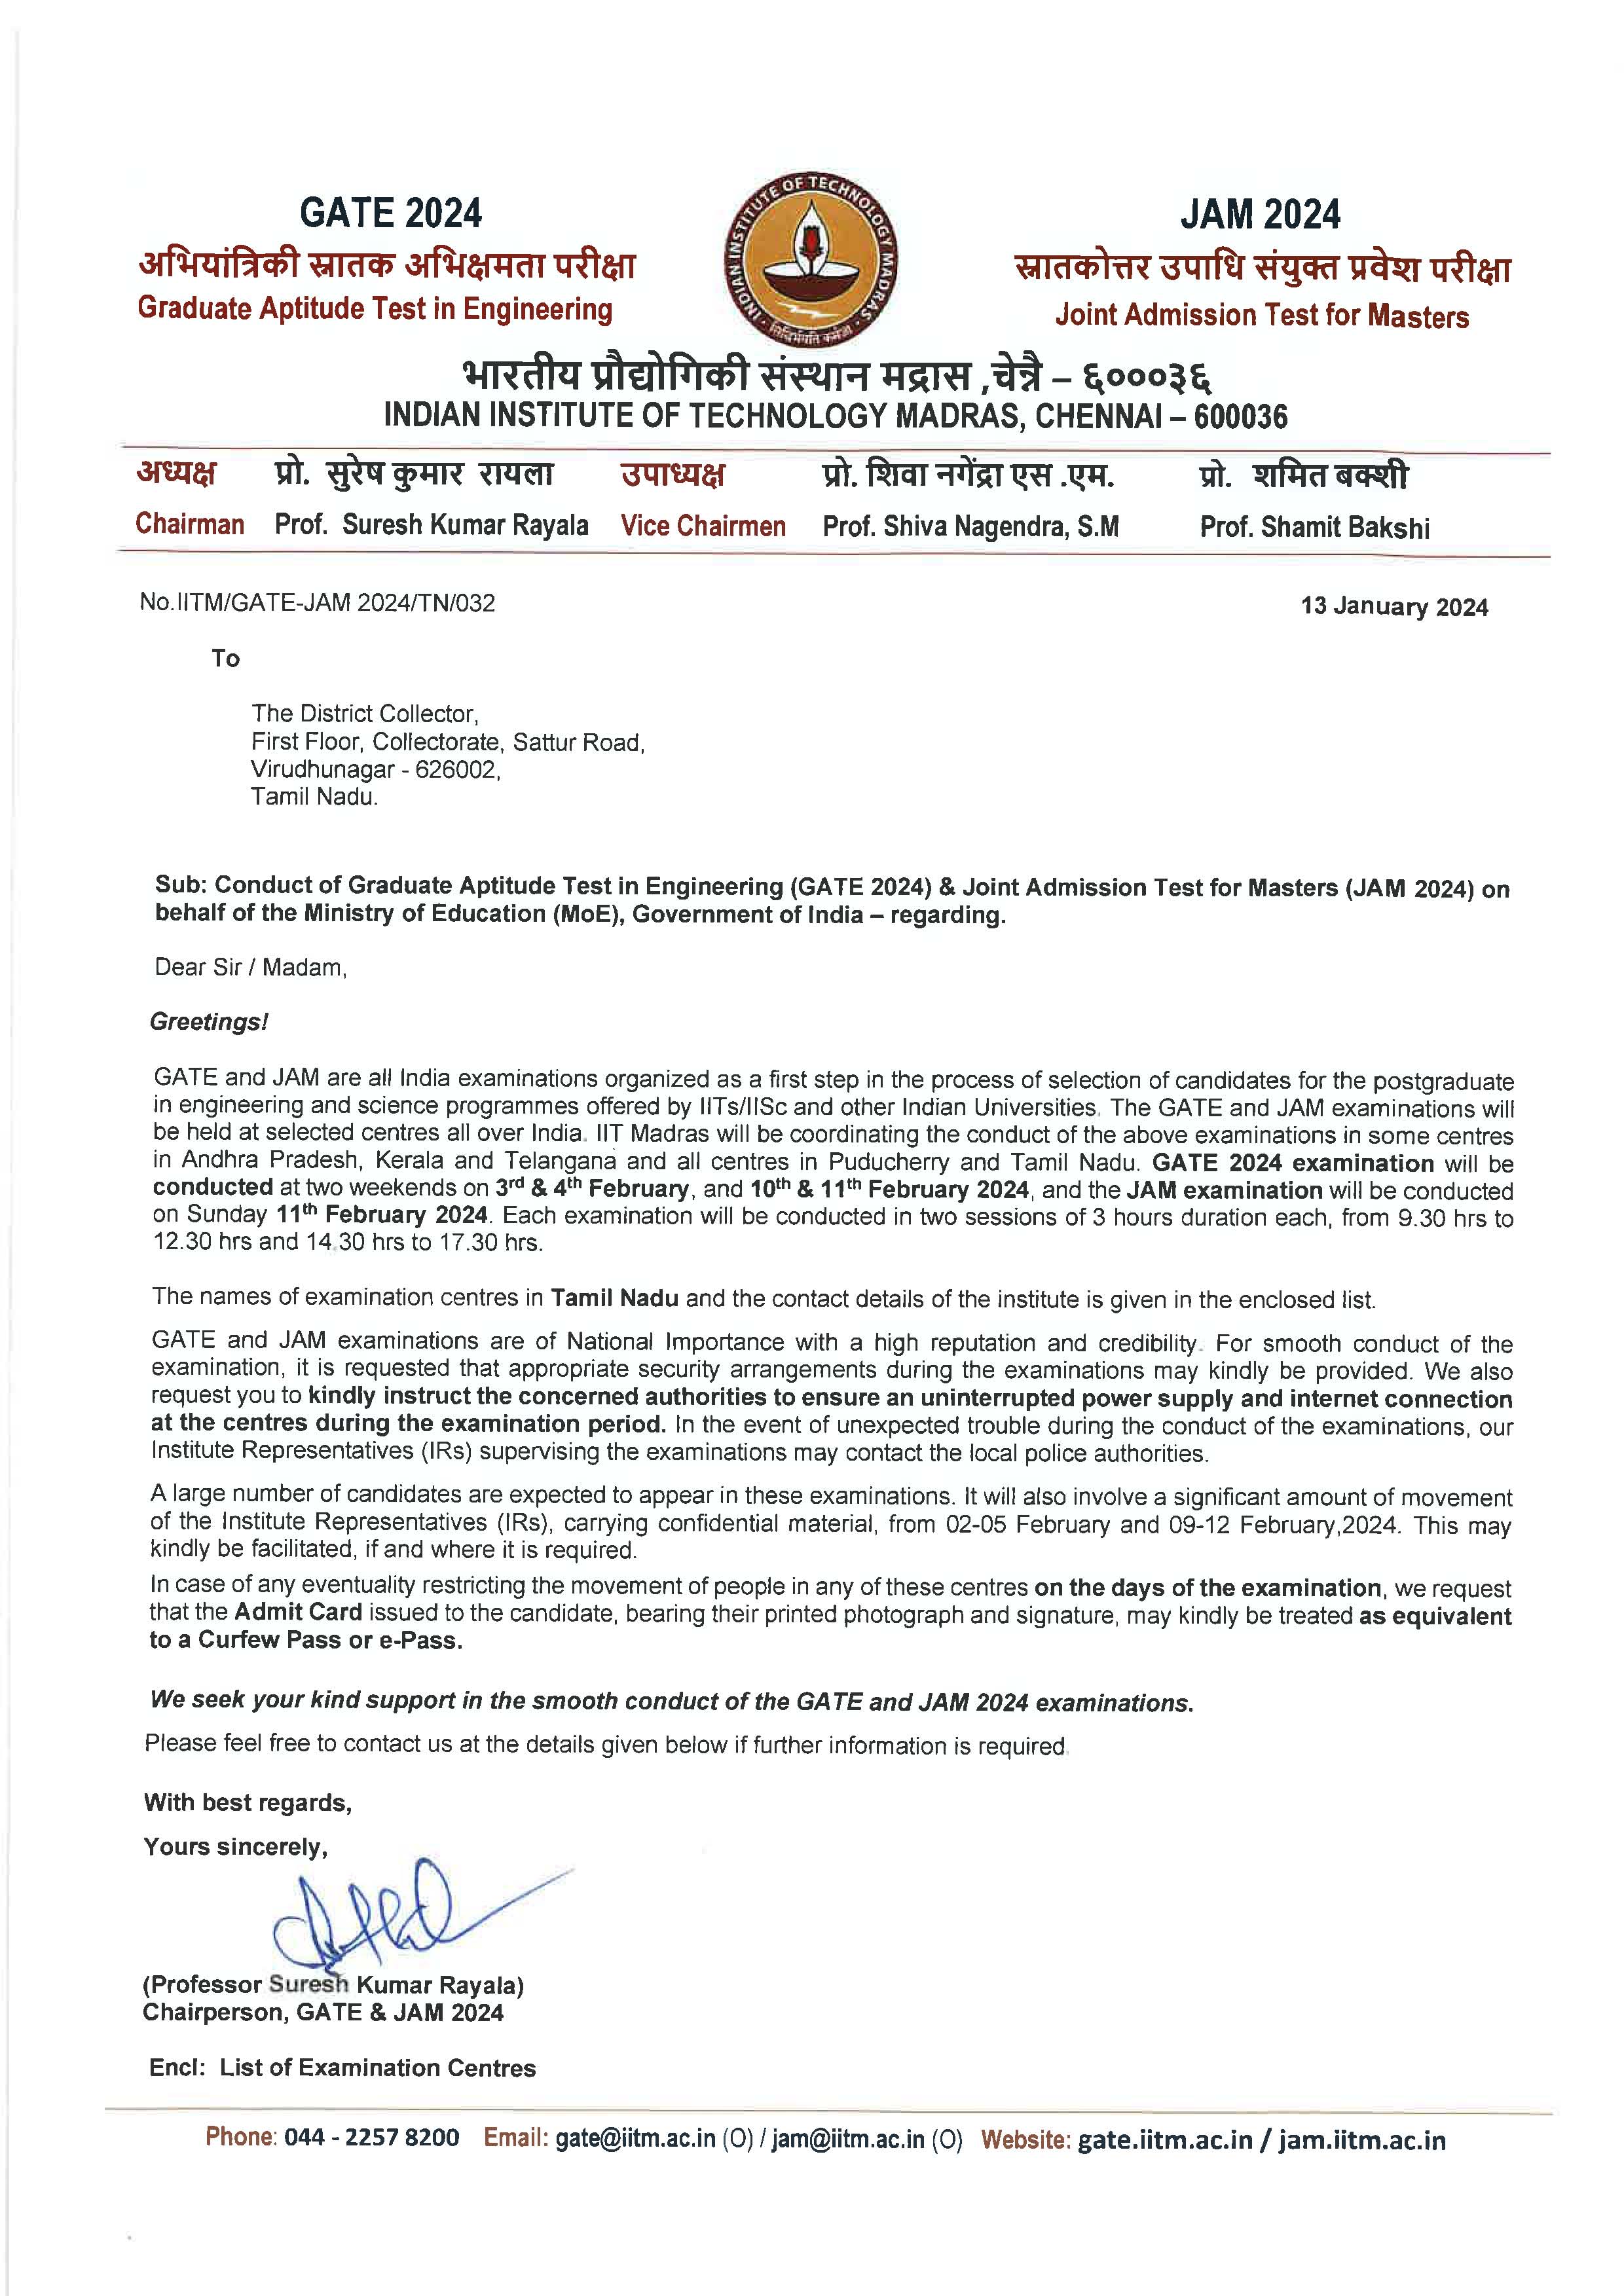 GATE 2024
अभियांत्रिकी स्नातक अभिक्षमता परीक्षा
Graduate Aptitude Test in Engineering
INDIAN INSTITUTE OF TECHNOLOGY MADRAS
सिद्धिर्भवति कर्मजा
JAM 2024
स्नातकोत्तर उपाधि संयुक्त प्रवेश परीक्षा
Joint Admission Test for Masters
भारतीय प्रौद्योगिकी संस्थान मद्रास ,चेन्नै – ६०००३६
INDIAN INSTITUTE OF TECHNOLOGY MADRAS, CHENNAI – 600036
अध्यक्ष प्रो. सुरेष कुमार रायला उपाध्यक्ष प्रो. शिवा नगेंद्रा एस .एम. प्रो. शमित बक्शी
Chairman Prof. Suresh Kumar Rayala Vice Chairmen Prof. Shiva Nagendra, S.M Prof. Shamit Bakshi
No.IITM/GATE-JAM 2024/TN/032 13 January 2024
To
The District Collector,
First Floor, Collectorate, Sattur Road,
Virudhunagar - 626002,
Tamil Nadu.
Sub: Conduct of Graduate Aptitude Test in Engineering (GATE 2024) & Joint Admission Test for Masters (JAM 2024) on
behalf of the Ministry of Education (MoE), Government of India – regarding.
Dear Sir / Madam,
Greetings!
GATE and JAM are all India examinations organized as a first step in the process of selection of candidates for the postgraduate
in engineering and science programmes offered by IITs/IISc and other Indian Universities. The GATE and JAM examinations will
be held at selected centres all over India. IIT Madras will be coordinating the conduct of the above examinations in some centres
in Andhra Pradesh, Kerala and Telangana and all centres in Puducherry and Tamil Nadu. GATE 2024 examination will be
conducted at two weekends on 3rd & 4th February, and 10th & 11th February 2024, and the JAM examination will be conducted
on Sunday 11th February 2024. Each examination will be conducted in two sessions of 3 hours duration each, from 9.30 hrs to
12.30 hrs and 14.30 hrs to 17.30 hrs.
The names of examination centres in Tamil Nadu and the contact details of the institute is given in the enclosed list.
GATE and JAM examinations are of National Importance with a high reputation and credibility. For smooth conduct of the
examination, it is requested that appropriate security arrangements during the examinations may kindly be provided. We also
request you to kindly instruct the concerned authorities to ensure an uninterrupted power supply and internet connection
at the centres during the examination period. In the event of unexpected trouble during the conduct of the examinations, our
Institute Representatives (IRs) supervising the examinations may contact the local police authorities.
A large number of candidates are expected to appear in these examinations. It will also involve a significant amount of movement
of the Institute Representatives (IRs), carrying confidential material, from 02-05 February and 09-12 February,2024. This may
kindly be facilitated, if and where it is required.
In case of any eventuality restricting the movement of people in any of these centres on the days of the examination, we request
that the Admit Card issued to the candidate, bearing their printed photograph and signature, may kindly be treated as equivalent
to a Curfew Pass or e-Pass.
We seek your kind support in the smooth conduct of the GATE and JAM 2024 examinations.
Please feel free to contact us at the details given below if further information is required.
With best regards,
Yours sincerely,
(Professor Suresh Kumar Rayala)
Chairperson, GATE & JAM 2024
Encl: List of Examination Centres
Phone: 044 - 2257 8200 Email: gate@iitm.ac.in (O) / jam@iitm.ac.in (O) Website: gate.iitm.ac.in / jam.iitm.ac.in